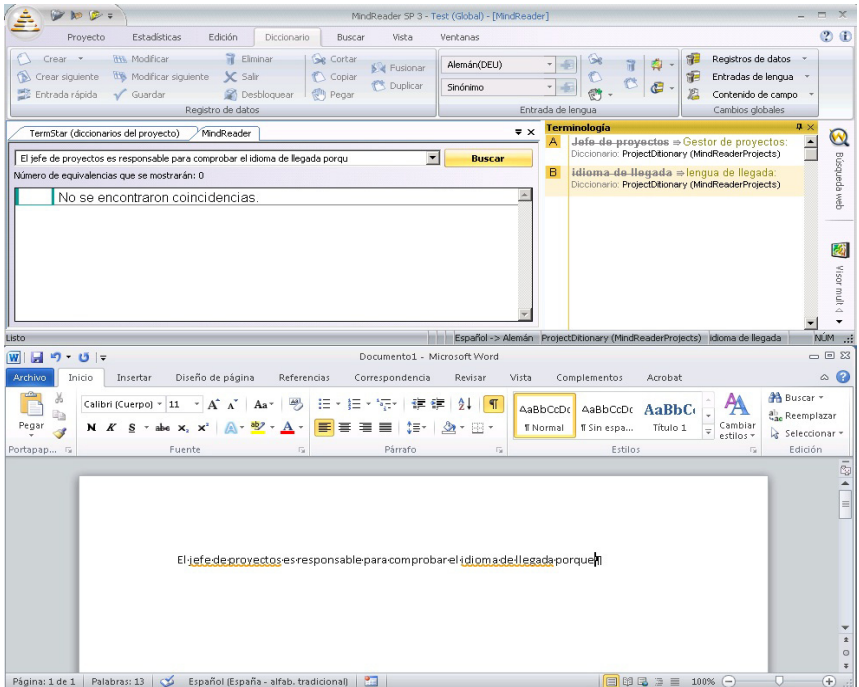 MindReader SP 3 - Test (Global) - [MindReader]
Proyecto Estadísticas Edición Diccionario Buscar Vista Ventanas
Crear Modificar Eliminar Cortar Fusionar Alemán(DEU) Registros de datos
Crear siguiente Modificar siguiente Salir Copiar Duplicar Sinónimo Entradas de lengua
Entrada rápida Guardar Desbloquear Pegar Contenido de campo
Registro de datos Entrada de lengua Cambios globales
TermStar (diccionarios del proyecto) MindReader
El jefe de proyectos es responsable para comprobar el idioma de llegada porqu Buscar
Número de equivalencias que se mostrarán: 0
No se encontraron coincidencias.
Terminología
A Jefe de proyectos ⇒ Gestor de proyectos:
Diccionario: ProjectDitionary (MindReaderProjects)
B idioma de llegada ⇒ lengua de llegada:
Diccionario: ProjectDitionary (MindReaderProjects)
Búsqueda web
Visor mult
Listo Español -> Alemán ProjectDitionary (MindReaderProjects) idioma de llegada NÚM
Documento1 - Microsoft Word
Archivo Inicio Insertar Diseño de página Referencias Correspondencia Revisar Vista Complementos Acrobat
Pegar Calibri (Cuerpo) 11 A A Aa AaBbCcDc AaBbCcDc AaBbC Cambiar estilos Buscar
N K S abc x₂ x² A ab A ¶ Normal ¶ Sin espa... Título 1 Reemplazar
Seleccionar
Portapap... Fuente Párrafo Estilos Edición
El·jefe·de·proyectos·es·responsable·para·comprobar·el·idioma·de·llegada·porque¶
Página: 1 de 1 Palabras: 13 Español (España - alfab. tradicional) 100%